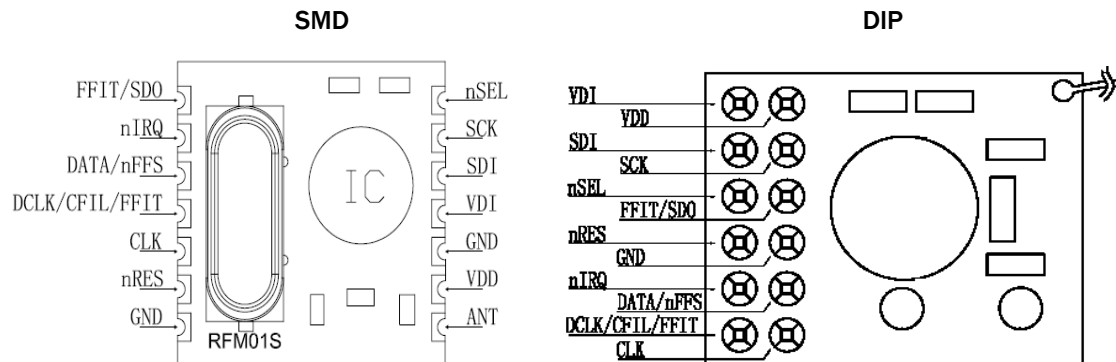 SMD
DIP
FFIT/SDO
nIRQ
DATA/nFFS
DCLK/CFIL/FFIT
CLK
nRES
GND
IC
RFM01S
nSEL
SCK
SDI
VDI
GND
VDD
ANT
VDI
VDD
SDI
SCK
nSEL
FFIT/SDO
nRES
GND
nIRQ
DATA/nFFS
DCLK/CFIL/FFIT
CLK